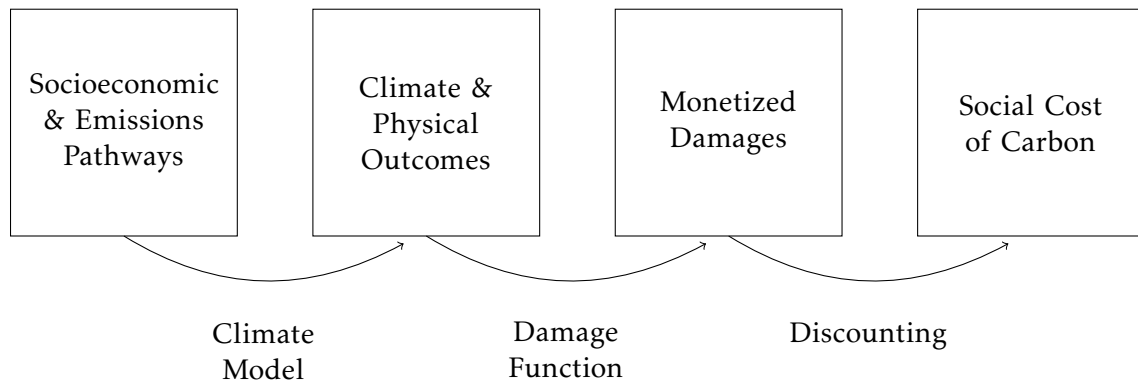 Socioeconomic
& Emissions
Pathways
Climate &
Physical
Outcomes
Monetized
Damages
Social Cost
of Carbon
Climate
Model
Damage
Function
Discounting